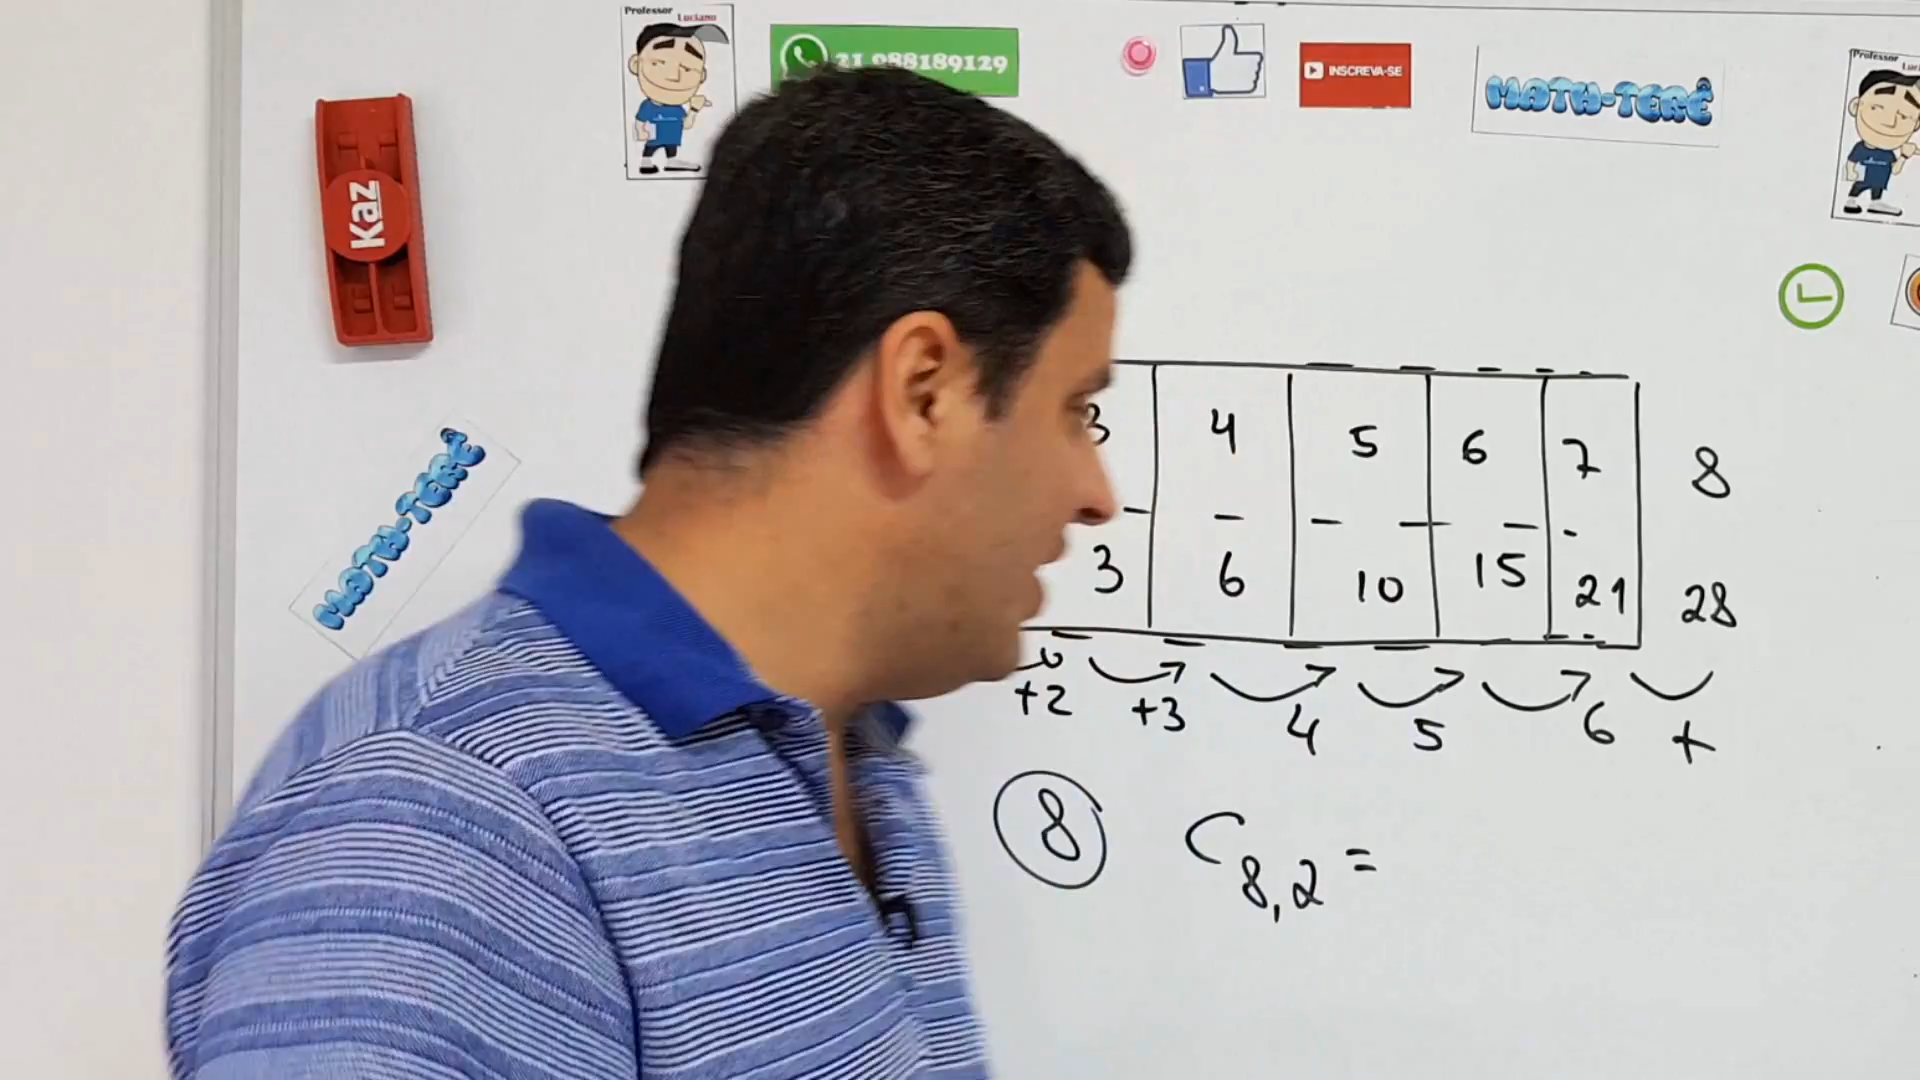 Professor
Luciano
21 988189129
INSCREVA-SE
MATH-TERÊ
Professor
Kaz
MATH-TERÊ
3 4 5 6 7 8
3 6 10 15 21 28
+2 +3 4 5 6 +
8 C8,2 =